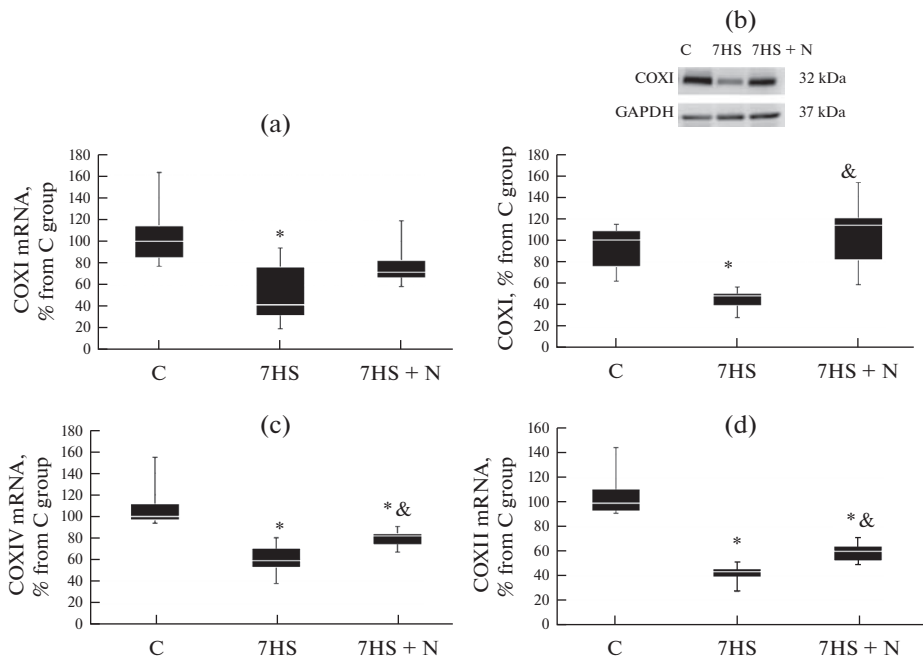 (b)
C 7HS 7HS + N
COXI 32 kDa
GAPDH 37 kDa
(a)
COXI mRNA,
% from C group
180
160
140
120
100
80
60
40
20
0
*
C 7HS 7HS + N
COXI, % from C group
180
160
140
120
100
80
60
40
20
0
*
&
C 7HS 7HS + N
(c)
COXIV mRNA,
% from C group
180
160
140
120
100
80
60
40
20
0
*
* &
C 7HS 7HS + N
(d)
COXII mRNA,
% from C group
160
140
120
100
80
60
40
20
0
*
* &
C 7HS 7HS + N